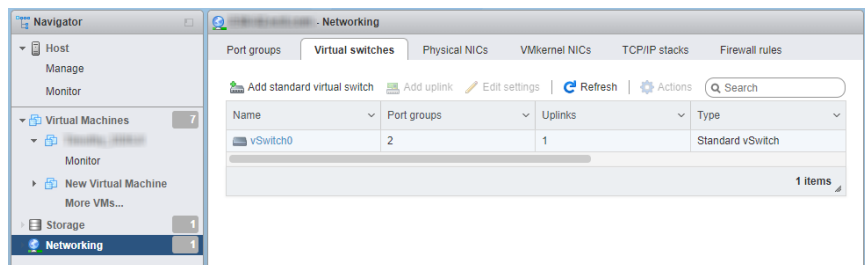 Navigator
Host
Manage
Monitor
Virtual Machines 7
Monitor
New Virtual Machine
More VMs...
Storage 1
Networking 1
- Networking
Port groups Virtual switches Physical NICs VMkernel NICs TCP/IP stacks Firewall rules
Add standard virtual switch Add uplink Edit settings Refresh Actions Search
Name Port groups Uplinks Type
vSwitch0 2 1 Standard vSwitch
1 items